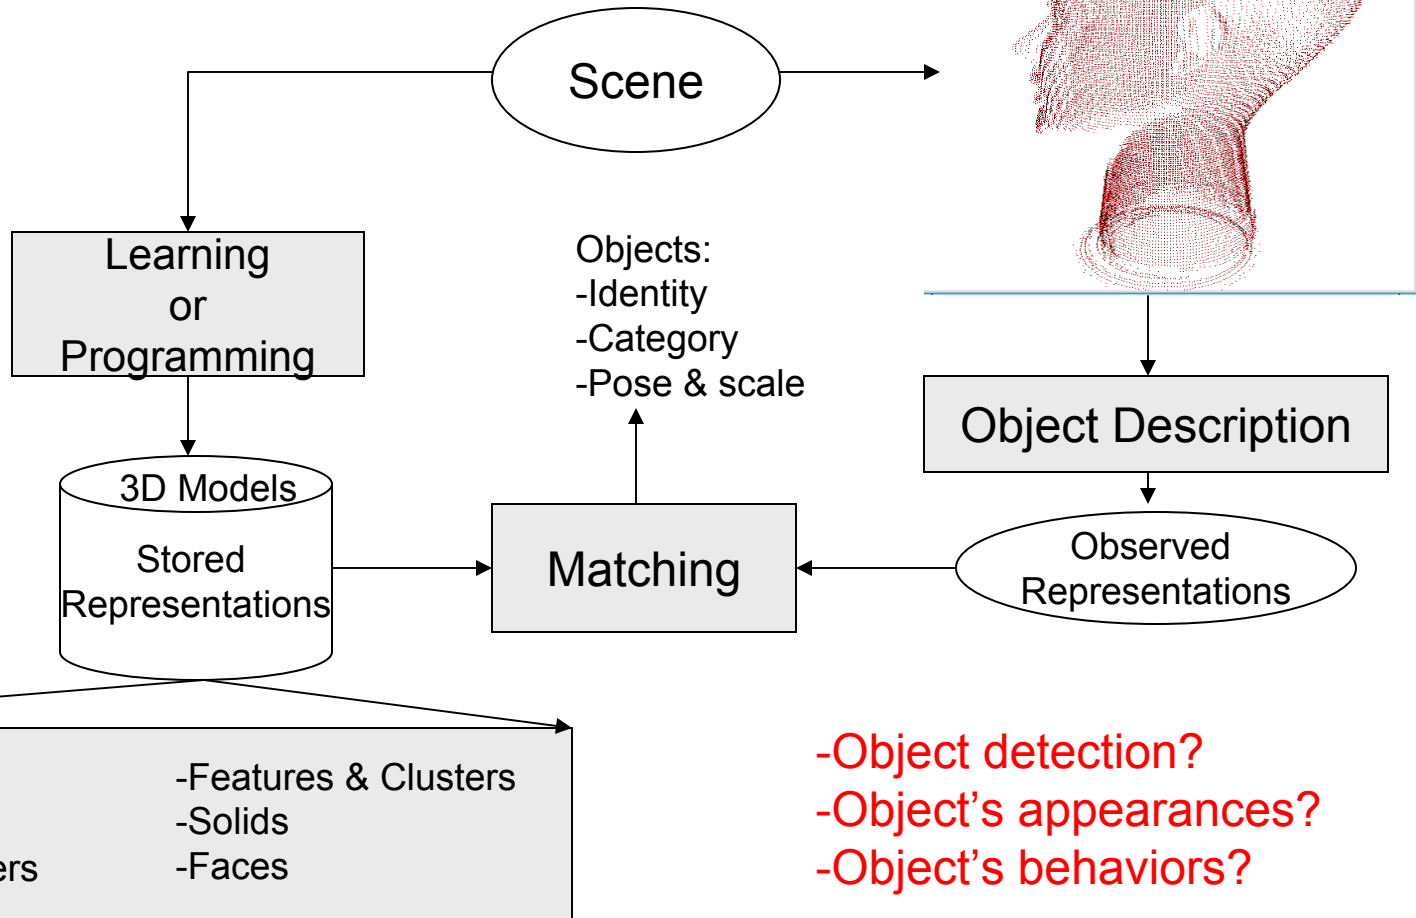 Scene
Learning
or
Programming
Objects:
-Identity
-Category
-Pose & scale
Object Description
3D Models
Stored
Representations
Matching
Observed
Representations
-Features & Clusters
-Solids
-Faces
-Object detection?
-Object’s appearances?
-Object’s behaviors?